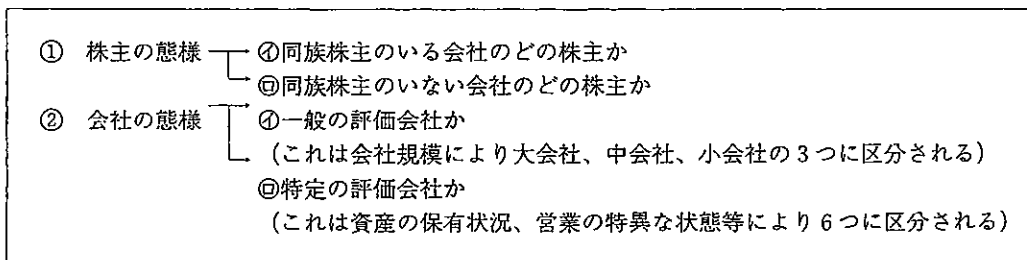 ① 株主の態様 ㋑同族株主のいる会社のどの株主か
㋺同族株主のいない会社のどの株主か
② 会社の態様 ㋑一般の評価会社か
(これは会社規模により大会社、中会社、小会社の3つに区分される)
㋺特定の評価会社か
(これは資産の保有状況、営業の特異な状態等により6つに区分される)